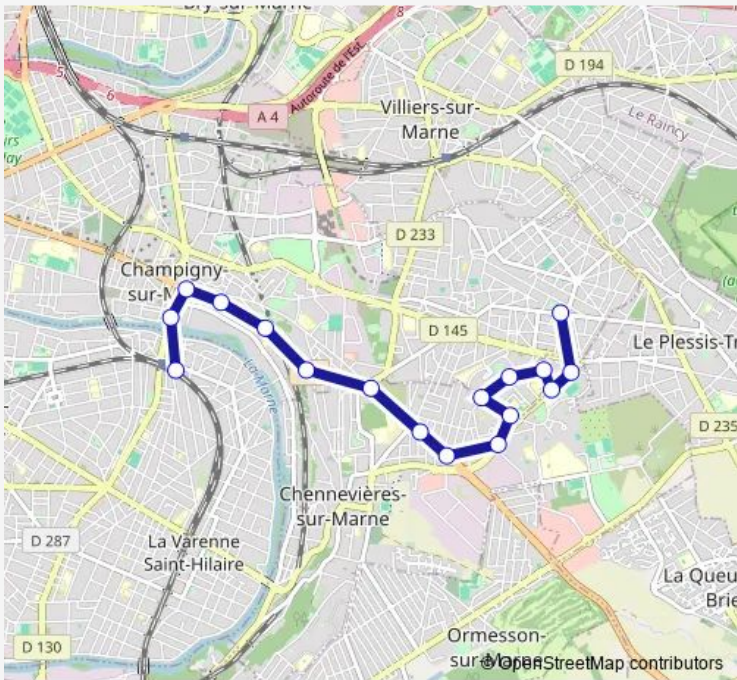 Bry-sur-Marne
8
5
6
Autoroute de l'Est
D 194
A 4
Villiers-sur-
Marne
Le Raincy
D 233
Champigny-
sur-M
D 145
Le Plessis-Tr
La Marne
D 235
Chennevières-
sur-Marne
D 287
La Varenne
Saint-Hilaire
La Queu
Brie
D 130
Ormesson-
sur-Marne
© OpenStreetMap contributors